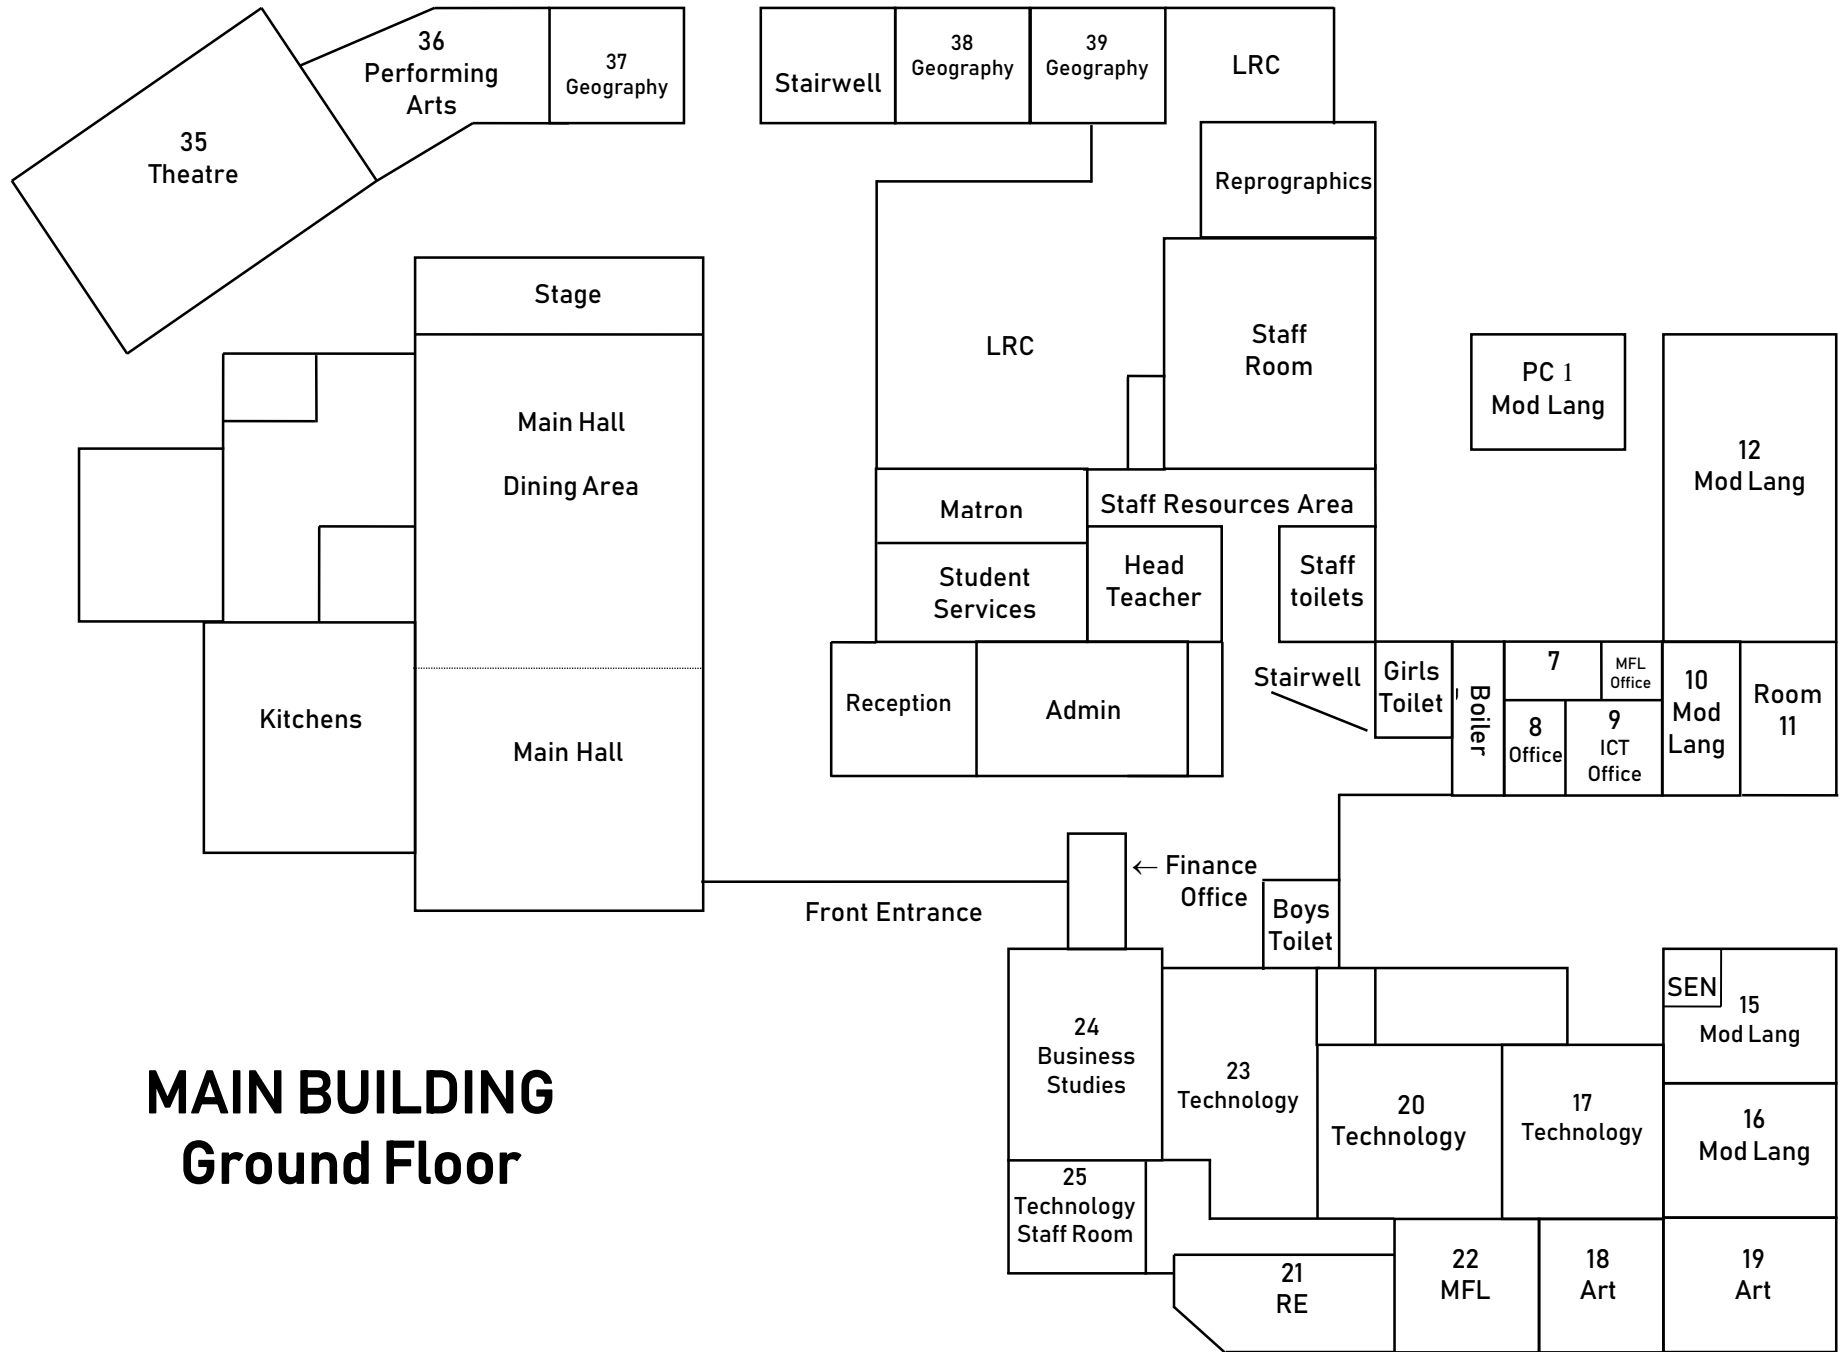 36
Performing
Arts
37
Geography
35
Theatre
Stairwell
38
Geography
39
Geography
LRC
Reprographics
Stage
Main Hall
Dining Area
Main Hall
Kitchens
LRC
Staff
Room
PC 1
Mod Lang
12
Mod Lang
Matron
Staff Resources Area
Student
Services
Head
Teacher
Staff
toilets
Reception
Admin
Stairwell
Girls
Toilet
Boiler
7
MFL
Office
8
Office
9
ICT
Office
10
Mod
Lang
Room
11
← Finance
Office
Front Entrance
Boys
Toilet
24
Business
Studies
23
Technology
20
Technology
17
Technology
SEN
15
Mod Lang
16
Mod Lang
25
Technology
Staff Room
21
RE
22
MFL
18
Art
19
Art
MAIN BUILDING
Ground Floor